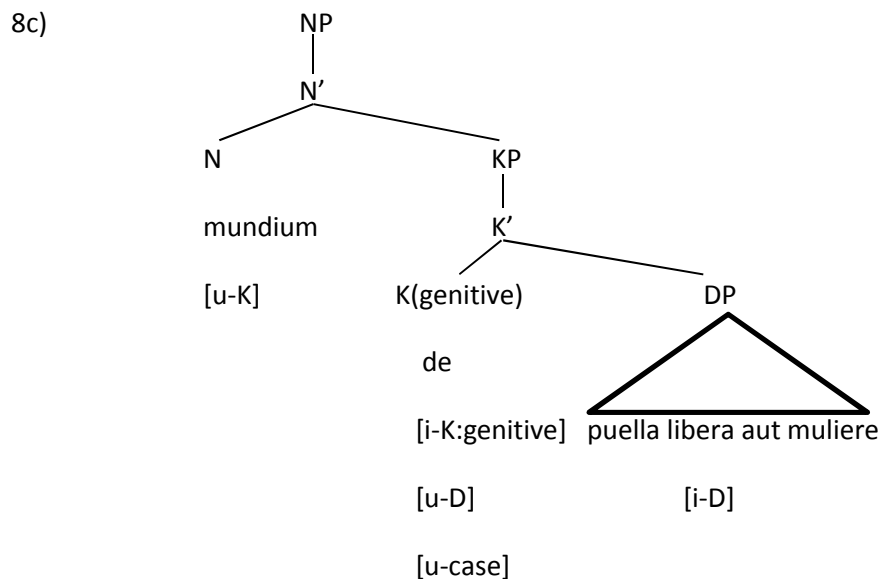 8c) NP
N’
N KP
mundium K’
[u-K] K(genitive) DP
de
[i-K:genitive] puella libera aut muliere
[u-D] [i-D]
[u-case]